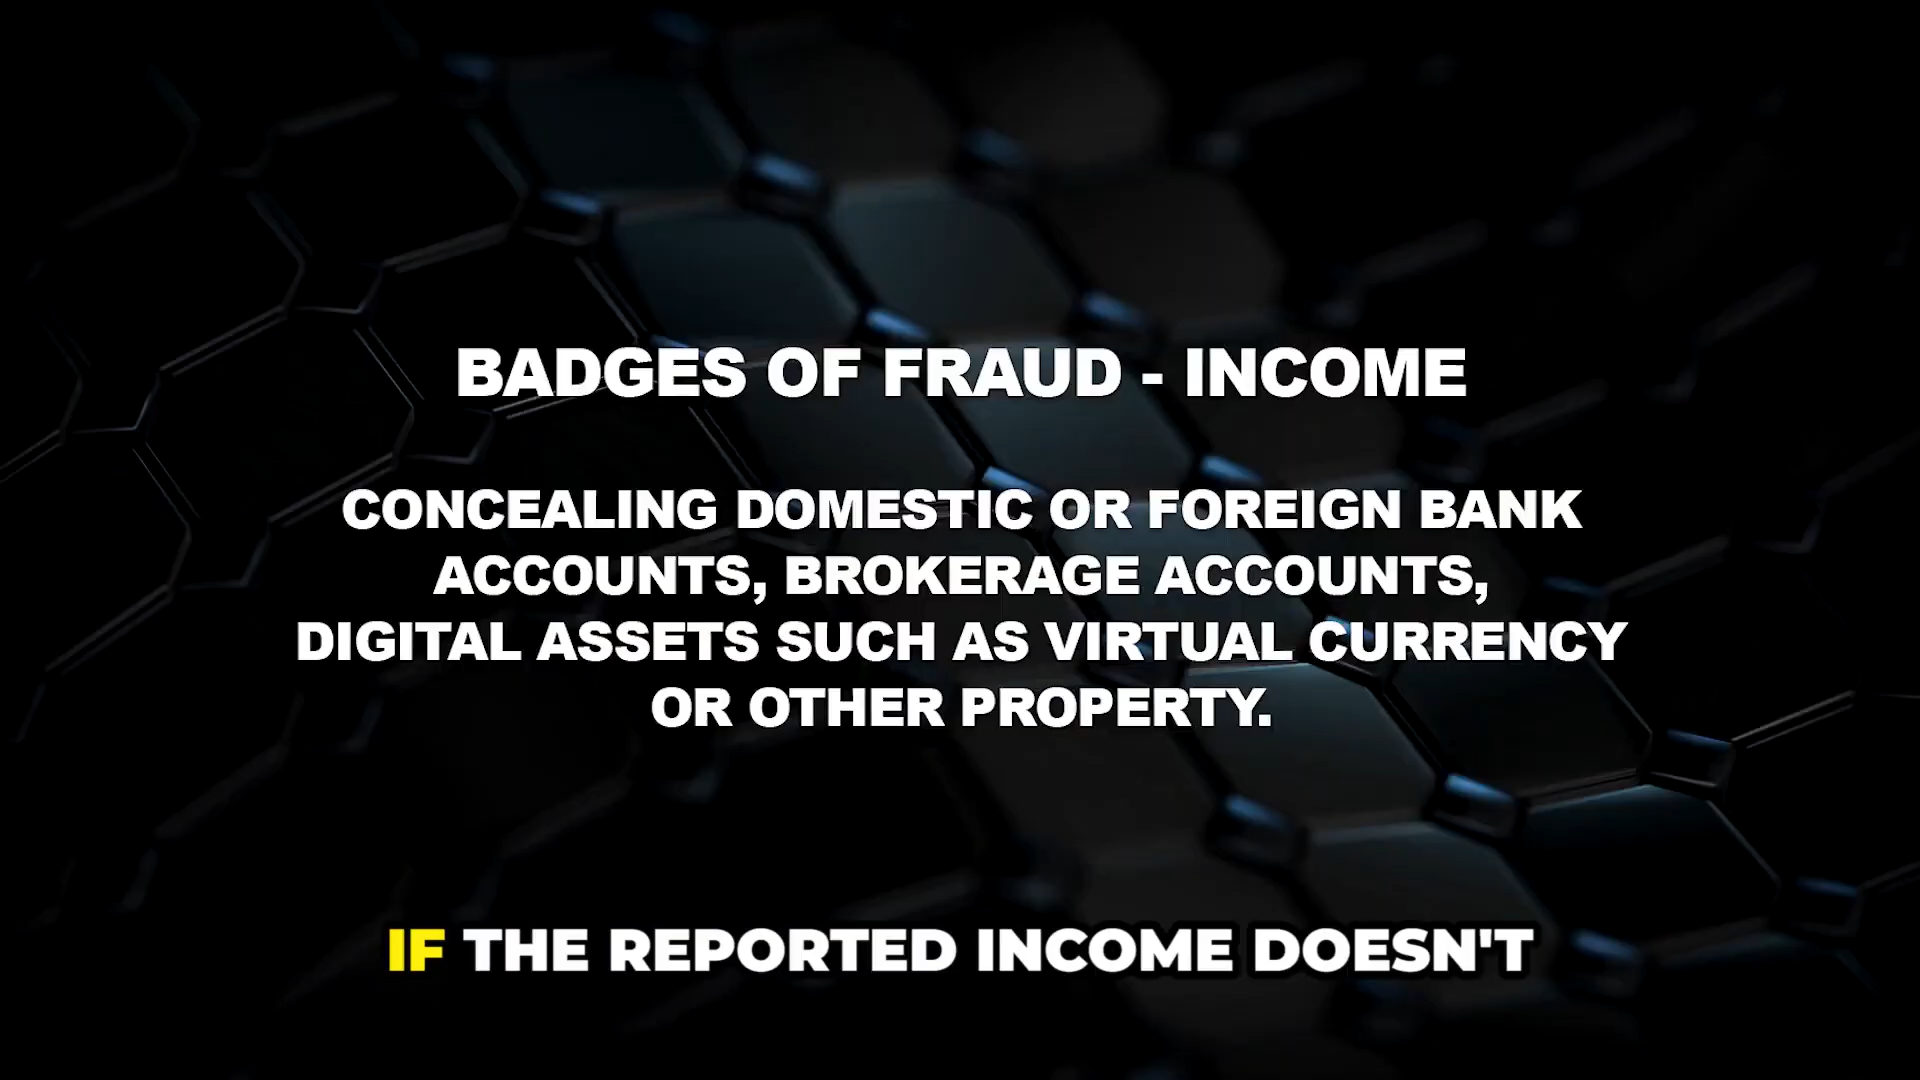 BADGES OF FRAUD - INCOME
CONCEALING DOMESTIC OR FOREIGN BANK
ACCOUNTS, BROKERAGE ACCOUNTS,
DIGITAL ASSETS SUCH AS VIRTUAL CURRENCY
OR OTHER PROPERTY.
IF THE REPORTED INCOME DOESN'T